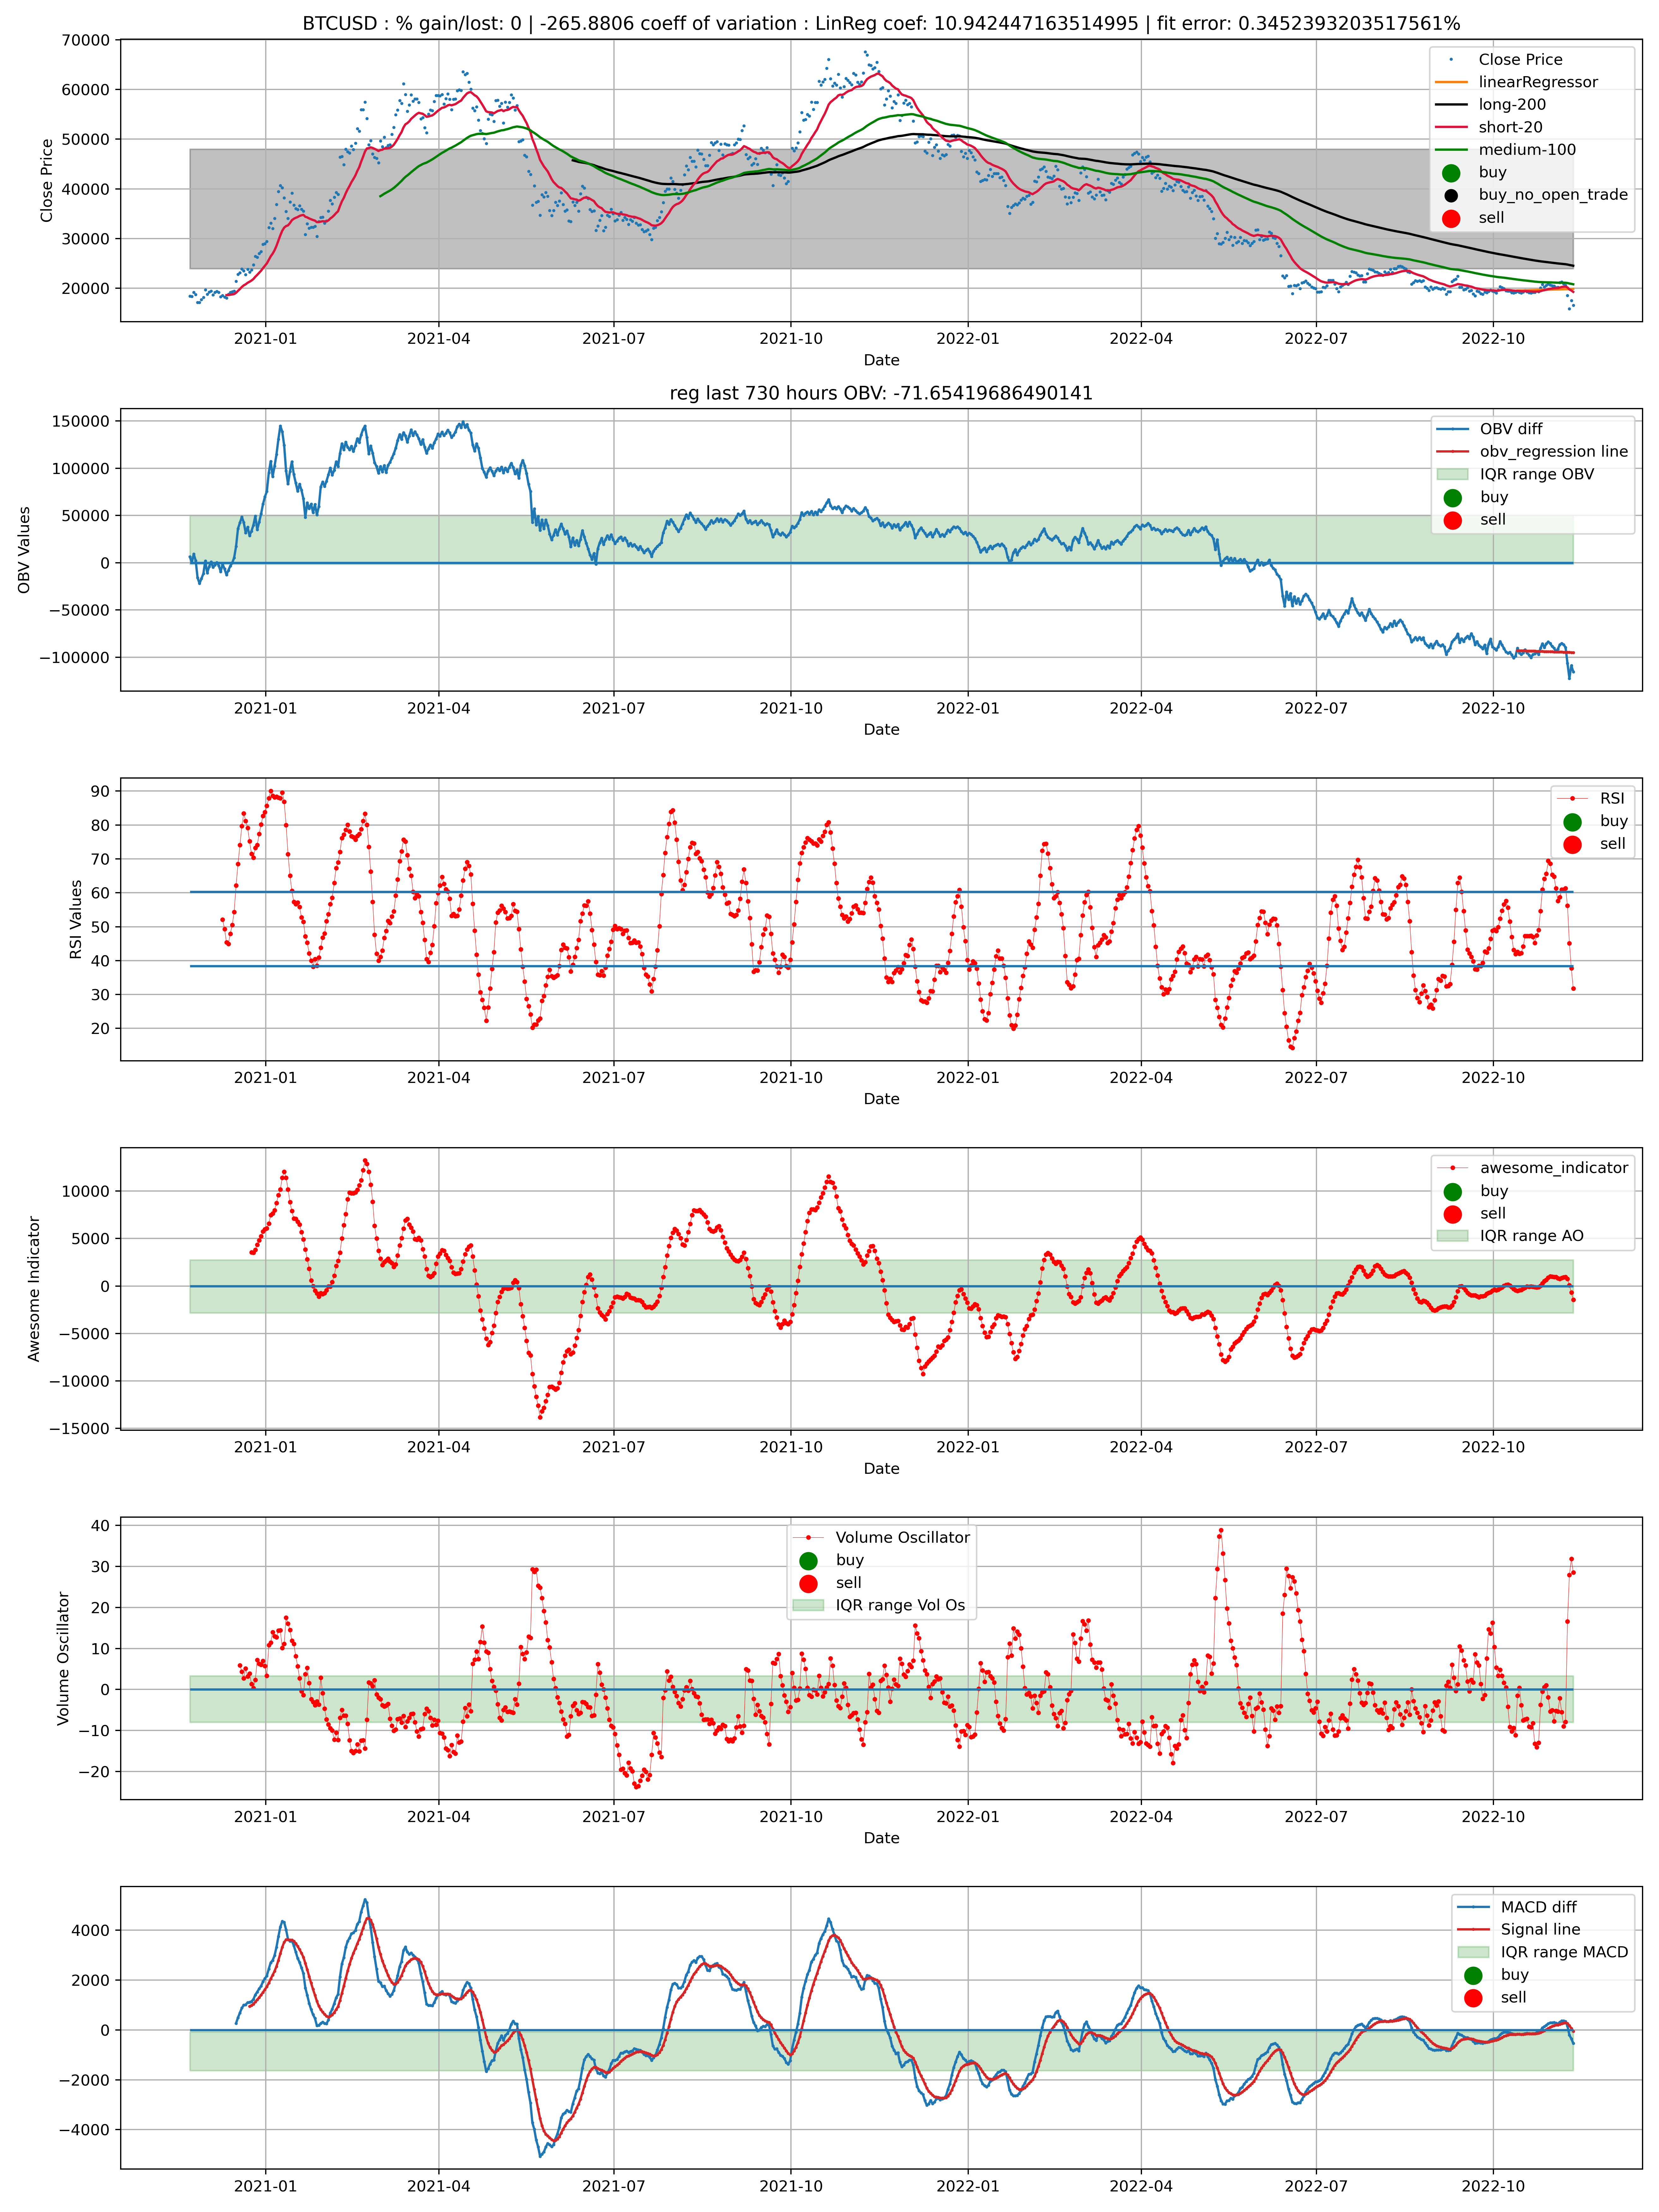 BTCUSD : % gain/lost: 0 | -265.8806 coeff of variation : LinReg coef: 10.942447163514995 | fit error: 0.3452393203517561%
70000
60000
50000
40000
30000
20000
Close Price
Close Price
linearRegressor
long-200
short-20
medium-100
buy
buy_no_open_trade
sell
2021-01 2021-04 2021-07 2021-10 2022-01 2022-04 2022-07 2022-10
Date
reg last 730 hours OBV: -71.65419686490141
150000
100000
50000
0
−50000
−100000
OBV Values
OBV diff
obv_regression line
IQR range OBV
buy
sell
2021-01 2021-04 2021-07 2021-10 2022-01 2022-04 2022-07 2022-10
Date
90
80
70
60
50
40
30
20
RSI Values
RSI
buy
sell
2021-01 2021-04 2021-07 2021-10 2022-01 2022-04 2022-07 2022-10
Date
10000
5000
0
−5000
−10000
−15000
Awesome Indicator
awesome_indicator
buy
sell
IQR range AO
2021-01 2021-04 2021-07 2021-10 2022-01 2022-04 2022-07 2022-10
Date
40
30
20
10
0
−10
−20
Volume Oscillator
Volume Oscillator
buy
sell
IQR range Vol Os
2021-01 2021-04 2021-07 2021-10 2022-01 2022-04 2022-07 2022-10
Date
4000
2000
0
−2000
−4000
MACD diff
Signal line
IQR range MACD
buy
sell
2021-01 2021-04 2021-07 2021-10 2022-01 2022-04 2022-07 2022-10